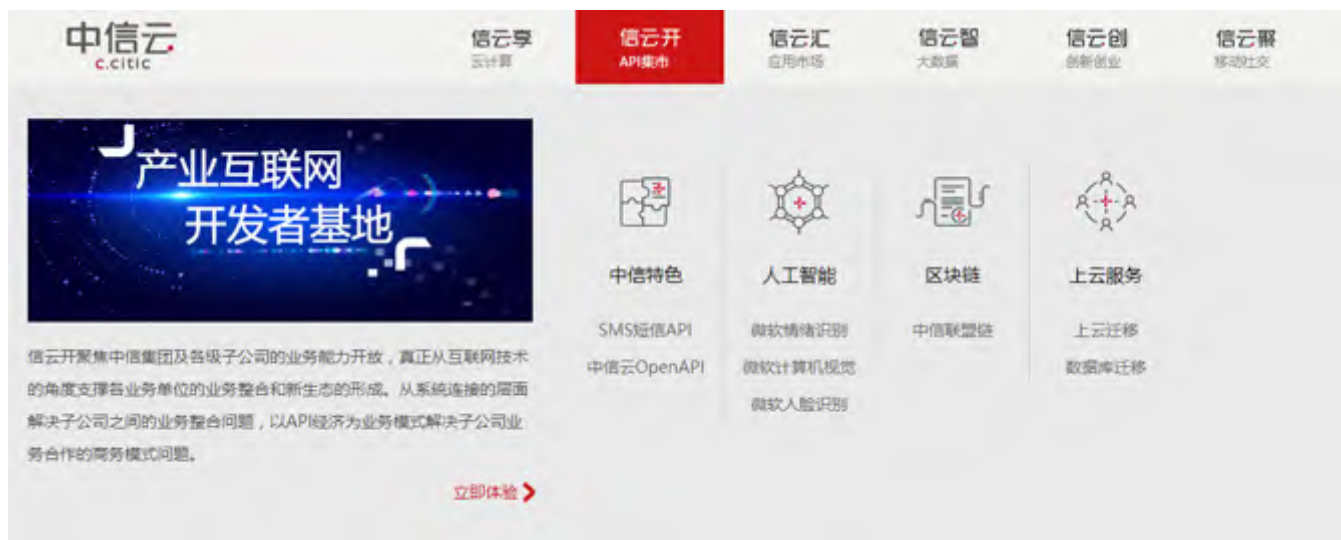 中信云
c.citic
信云享
云计算
信云开
API集市
信云汇
应用市场
信云智
大数据
信云创
创新创业
信云聚
移动社交
产业互联网
开发者基地
信云开聚焦中信集团及各级子公司的业务能力开放，真正从互联网技术
的角度支撑各业务单位的业务整合和新生态的形成。从系统连接的层面
解决子公司之间的业务整合问题，以API经济为业务模式解决子公司业
务合作的商务模式问题。
立即体验
中信特色
SMS短信API
中信云OpenAPI
人工智能
微软情绪识别
微软计算机视觉
微软人脸识别
区块链
中信联盟链
上云服务
上云迁移
数据库迁移